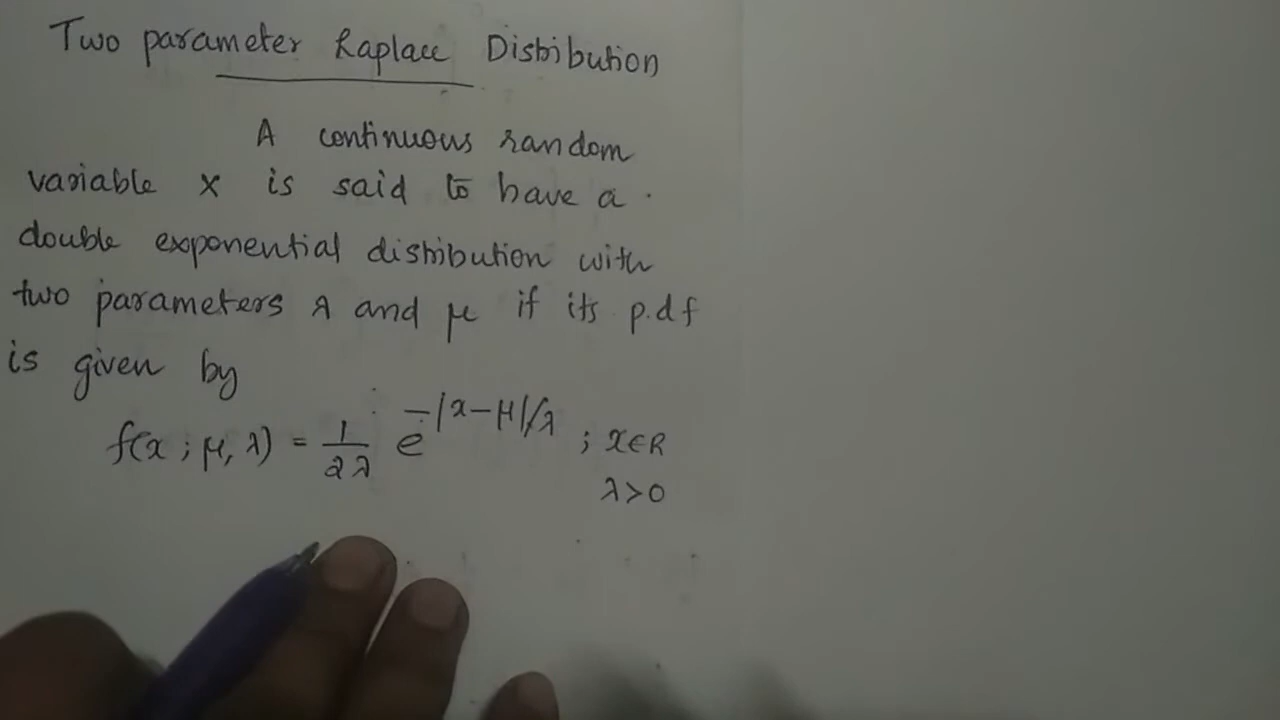 Two parameter Laplace Distribution
A continuous random
variable X is said to have a
double exponential distribution with
two parameters λ and μ if its p.d f
is given by
f(x ; μ, λ) = 1/2λ e^-|x-μ|/λ ; x∈R
λ>0